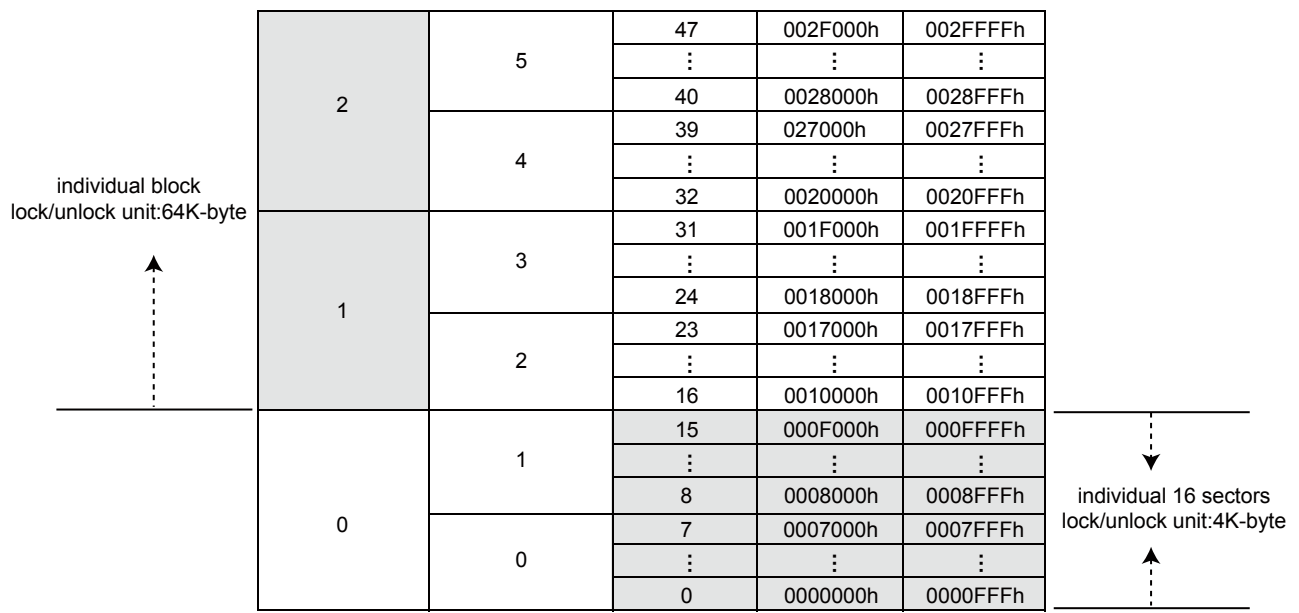 47 002F000h 002FFFFh
5 ⋮ ⋮ ⋮
2 40 0028000h 0028FFFh
39 027000h 0027FFFh
4 ⋮ ⋮ ⋮
individual block
lock/unlock unit:64K-byte
32 0020000h 0020FFFh
31 001F000h 001FFFFh
3 ⋮ ⋮ ⋮
24 0018000h 0018FFFh
1
23 0017000h 0017FFFh
2 ⋮ ⋮ ⋮
16 0010000h 0010FFFh
15 000F000h 000FFFFh
1 ⋮ ⋮ ⋮
8 0008000h 0008FFFh
individual 16 sectors
lock/unlock unit:4K-byte
0 7 0007000h 0007FFFh
0 ⋮ ⋮ ⋮
0 0000000h 0000FFFh